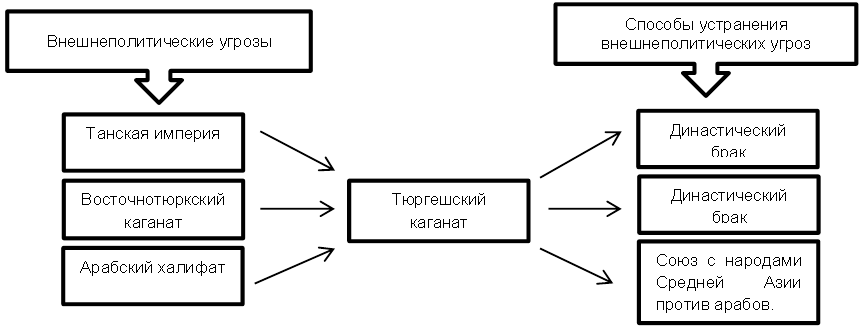 Внешнеполитические угрозы
Способы устранения
внешнеполитических угроз
Танская империя
Восточнотюркский
каганат
Арабский халифат
Тюргешский
каганат
Династический
брак
Династический
брак
Союз с народами
Средней Азии
против арабов.